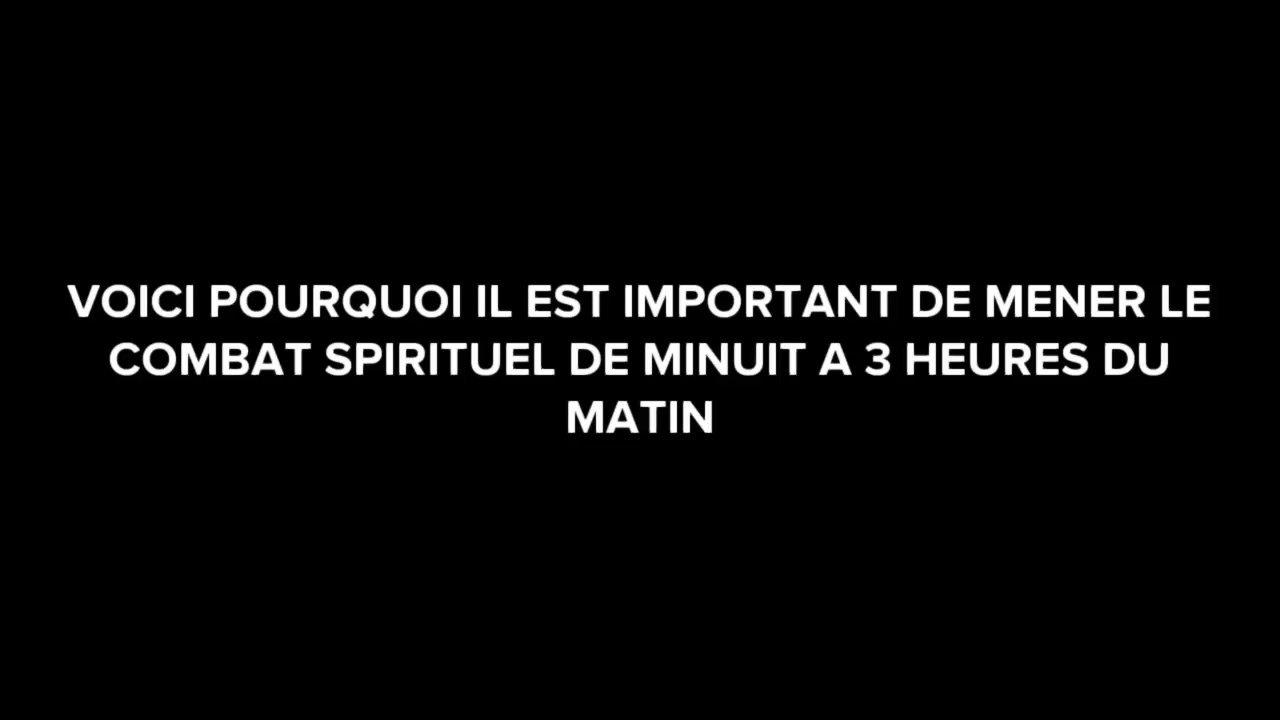 VOICI POURQUOI IL EST IMPORTANT DE MENER LE
COMBAT SPIRITUEL DE MINUIT A 3 HEURES DU
MATIN